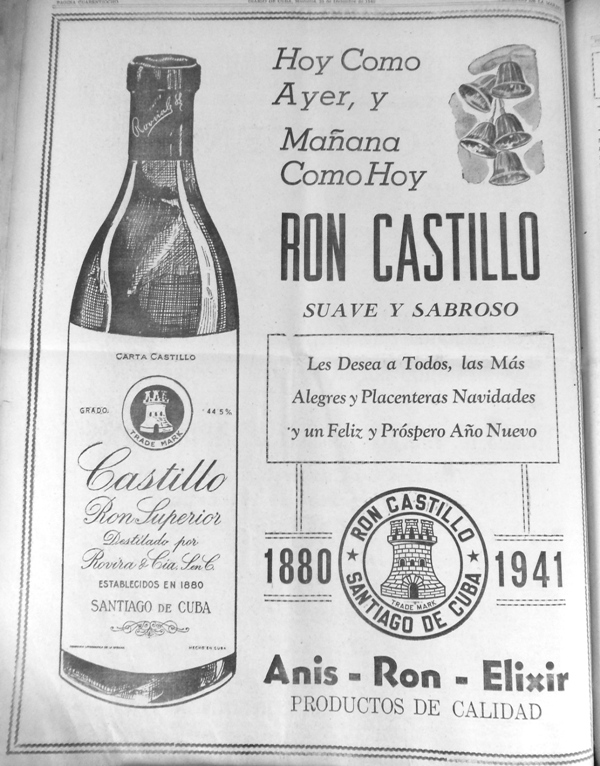 Hoy Como
Ayer, y
Mañana
Como Hoy
RON CASTILLO
SUAVE Y SABROSO
Les Desea a Todos, las Más
Alegres y Placenteras Navidades
y un Feliz y Próspero Año Nuevo
CARTA CASTILLO
GRADO. 44.5%
TRADE MARK
Castillo
Ron Superior
Destilado por
Rovira & Cia. S.en C.
ESTABLECIDOS EN 1880
SANTIAGO DE CUBA
HECHO EN CUBA
1880
RON CASTILLO
SANTIAGO DE CUBA
TRADE MARK
1941
Anis - Ron - Elixir
PRODUCTOS DE CALIDAD